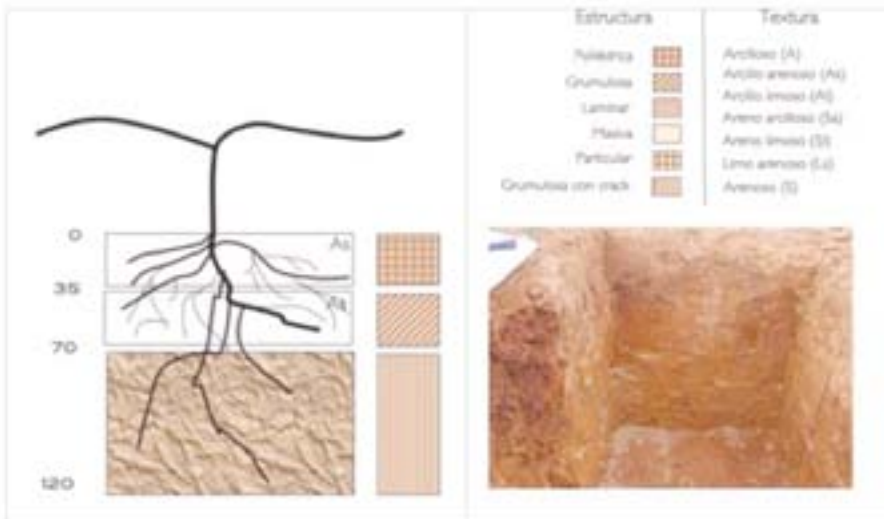 Estructura
Textura
Poliédrica
Grumulosa
Laminar
Masiva
Particular
Grumulosa con crack
Arcilloso (A)
Arcillo arenoso (As)
Arcillo limoso (Al)
Areno arcilloso (Sa)
Areno limoso (Sl)
Limo arenoso (Ls)
Arenoso (S)
0
As
35
70
120